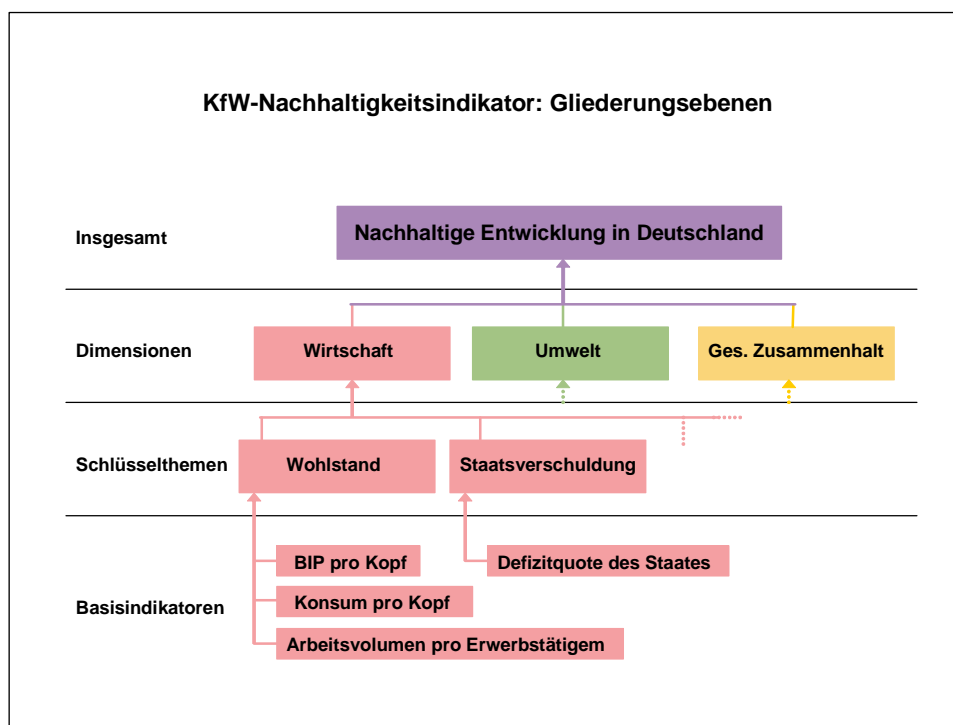 KfW-Nachhaltigkeitsindikator: Gliederungsebenen
Insgesamt
Nachhaltige Entwicklung in Deutschland
Dimensionen
Wirtschaft
Umwelt
Ges. Zusammenhalt
Schlüsselthemen
Wohlstand
Staatsverschuldung
Basisindikatoren
BIP pro Kopf
Defizitquote des Staates
Konsum pro Kopf
Arbeitsvolumen pro Erwerbstätigem